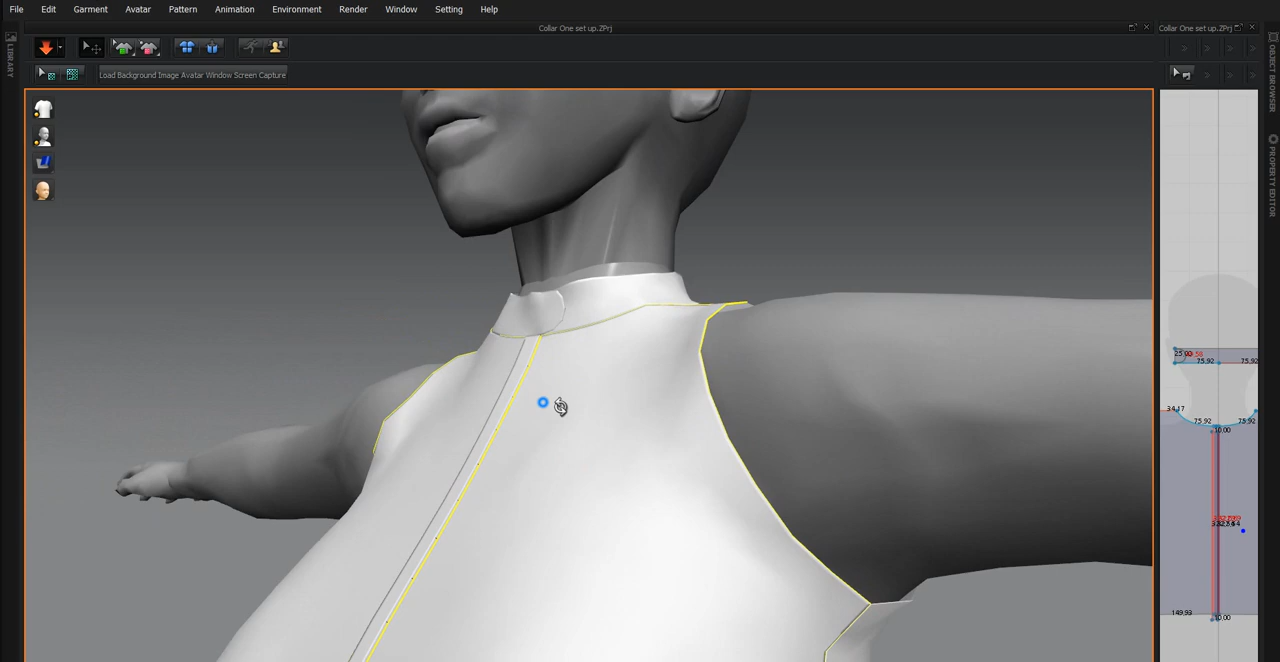 File Edit Garment Avatar Pattern Animation Environment Render Window Setting Help
Collar One set up.ZPrj
Collar One set up.ZPrj
LIBRARY
Load Background Image Avatar Window Screen Capture
OBJECT BROWSER
PROPERTY EDITOR
75.92
75.92
34.17
75.92
75.92
10.00
149.93
10.00